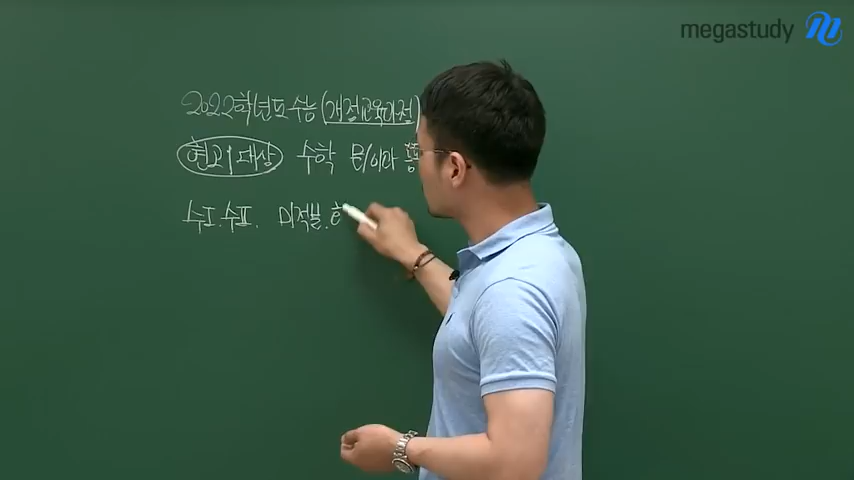 megastudy
2022학년도 수능 (개정교육과정)
현고1대상 수학 문/이과
수Ⅰ. 수Ⅱ. 미적분.